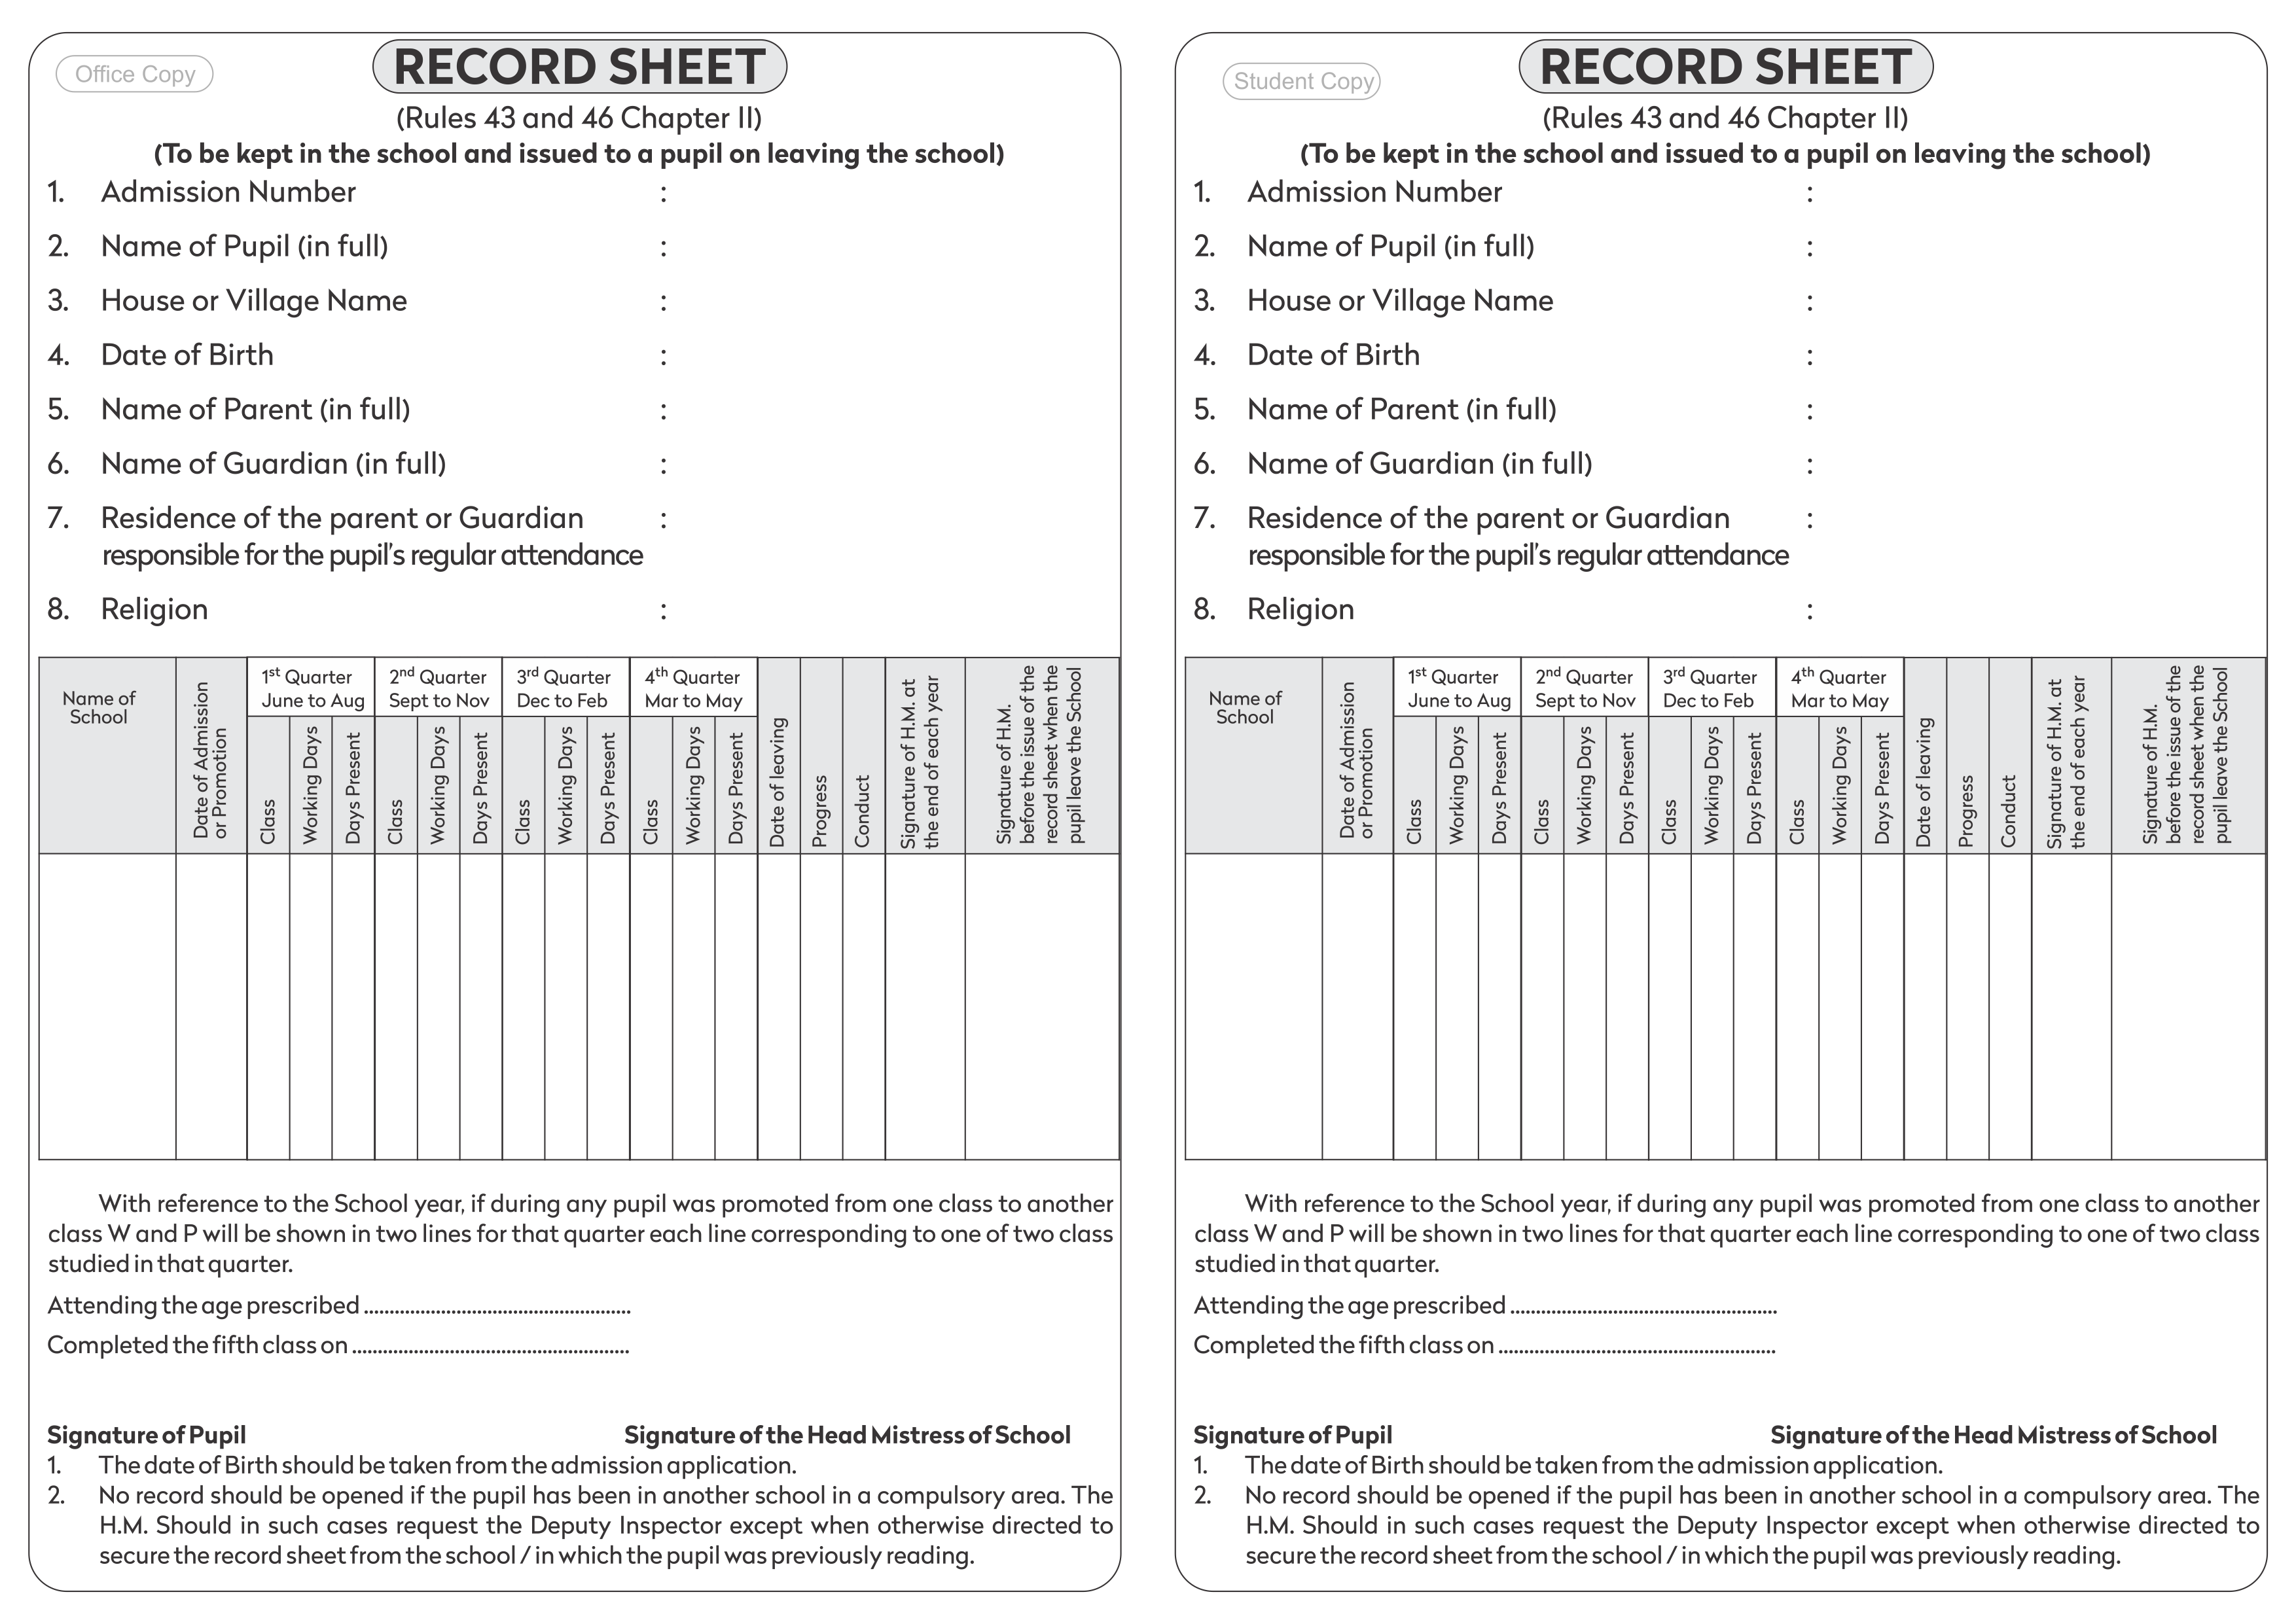 Office Copy
RECORD SHEET
(Rules 43 and 46 Chapter II)
(To be kept in the school and issued to a pupil on leaving the school)
1. Admission Number :
2. Name of Pupil (in full) :
3. House or Village Name :
4. Date of Birth :
5. Name of Parent (in full) :
6. Name of Guardian (in full) :
7. Residence of the parent or Guardian :
responsible for the pupil's regular attendance
8. Religion :
Name of
School
Date of Admission
or Promotion
1st Quarter
June to Aug
Class
Working Days
Days Present
2nd Quarter
Sept to Nov
Class
Working Days
Days Present
3rd Quarter
Dec to Feb
Class
Working Days
Days Present
4th Quarter
Mar to May
Class
Working Days
Days Present
Date of leaving
Progress
Conduct
Signature of H.M. at
the end of each year
Signature of H.M.
before the issue of the
record sheet when the
pupil leave the School
With reference to the School year, if during any pupil was promoted from one class to another
class W and P will be shown in two lines for that quarter each line corresponding to one of two class
studied in that quarter.
Attending the age prescribed ....................................................
Completed the fifth class on ......................................................
Signature of Pupil Signature of the Head Mistress of School
1. The date of Birth should be taken from the admission application.
2. No record should be opened if the pupil has been in another school in a compulsory area. The
H.M. Should in such cases request the Deputy Inspector except when otherwise directed to
secure the record sheet from the school / in which the pupil was previously reading.
Student Copy
RECORD SHEET
(Rules 43 and 46 Chapter II)
(To be kept in the school and issued to a pupil on leaving the school)
1. Admission Number :
2. Name of Pupil (in full) :
3. House or Village Name :
4. Date of Birth :
5. Name of Parent (in full) :
6. Name of Guardian (in full) :
7. Residence of the parent or Guardian :
responsible for the pupil's regular attendance
8. Religion :
Name of
School
Date of Admission
or Promotion
1st Quarter
June to Aug
Class
Working Days
Days Present
2nd Quarter
Sept to Nov
Class
Working Days
Days Present
3rd Quarter
Dec to Feb
Class
Working Days
Days Present
4th Quarter
Mar to May
Class
Working Days
Days Present
Date of leaving
Progress
Conduct
Signature of H.M. at
the end of each year
Signature of H.M.
before the issue of the
record sheet when the
pupil leave the School
With reference to the School year, if during any pupil was promoted from one class to another
class W and P will be shown in two lines for that quarter each line corresponding to one of two class
studied in that quarter.
Attending the age prescribed ....................................................
Completed the fifth class on ......................................................
Signature of Pupil Signature of the Head Mistress of School
1. The date of Birth should be taken from the admission application.
2. No record should be opened if the pupil has been in another school in a compulsory area. The
H.M. Should in such cases request the Deputy Inspector except when otherwise directed to
secure the record sheet from the school / in which the pupil was previously reading.